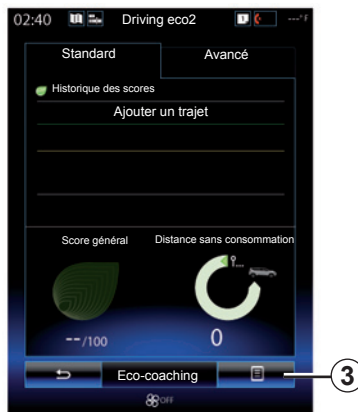 02:40 Driving eco2 1 ---°F
Standard Avancé
Historique des scores
Ajouter un trajet
Score général Distance sans consommation
--/100 0
Eco-coaching
3
OFF